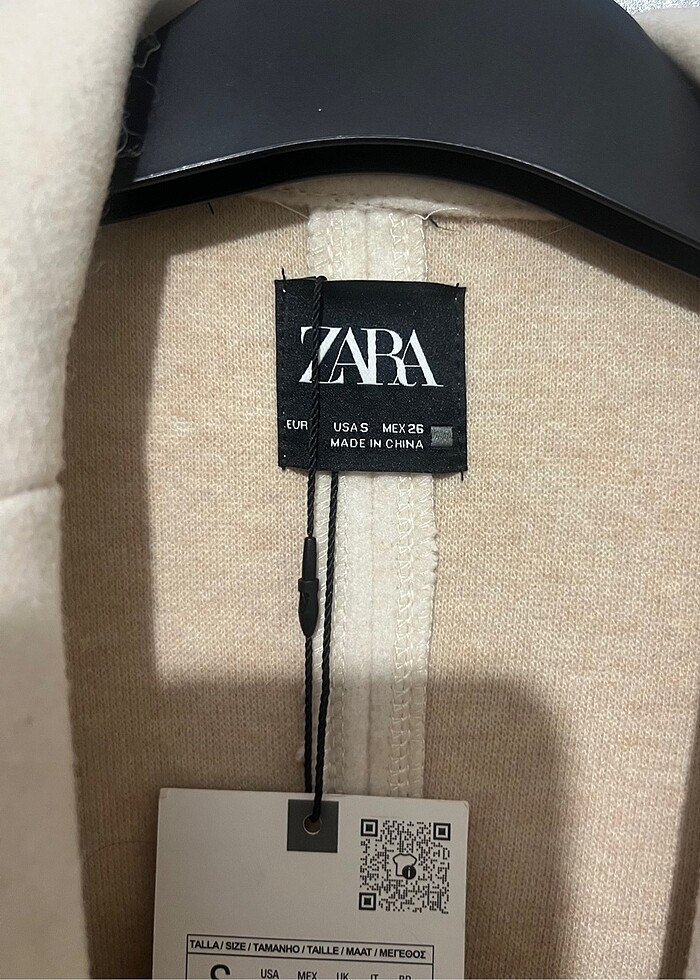 ZARA
EUR USA S MEX 26
MADE IN CHINA
TALLA / SIZE / TAMANHO / TAILLE / MAAT / ΜΕΓΕΘΟΣ
S USA MEX UK IT BR